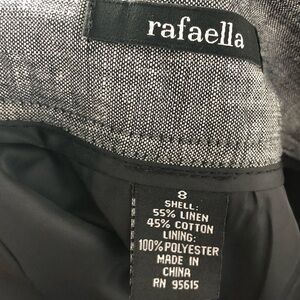 rafaella
8
SHELL:
55% LINEN
45% COTTON
LINING:
100%POLYESTER
MADE IN
CHINA
RN 95615